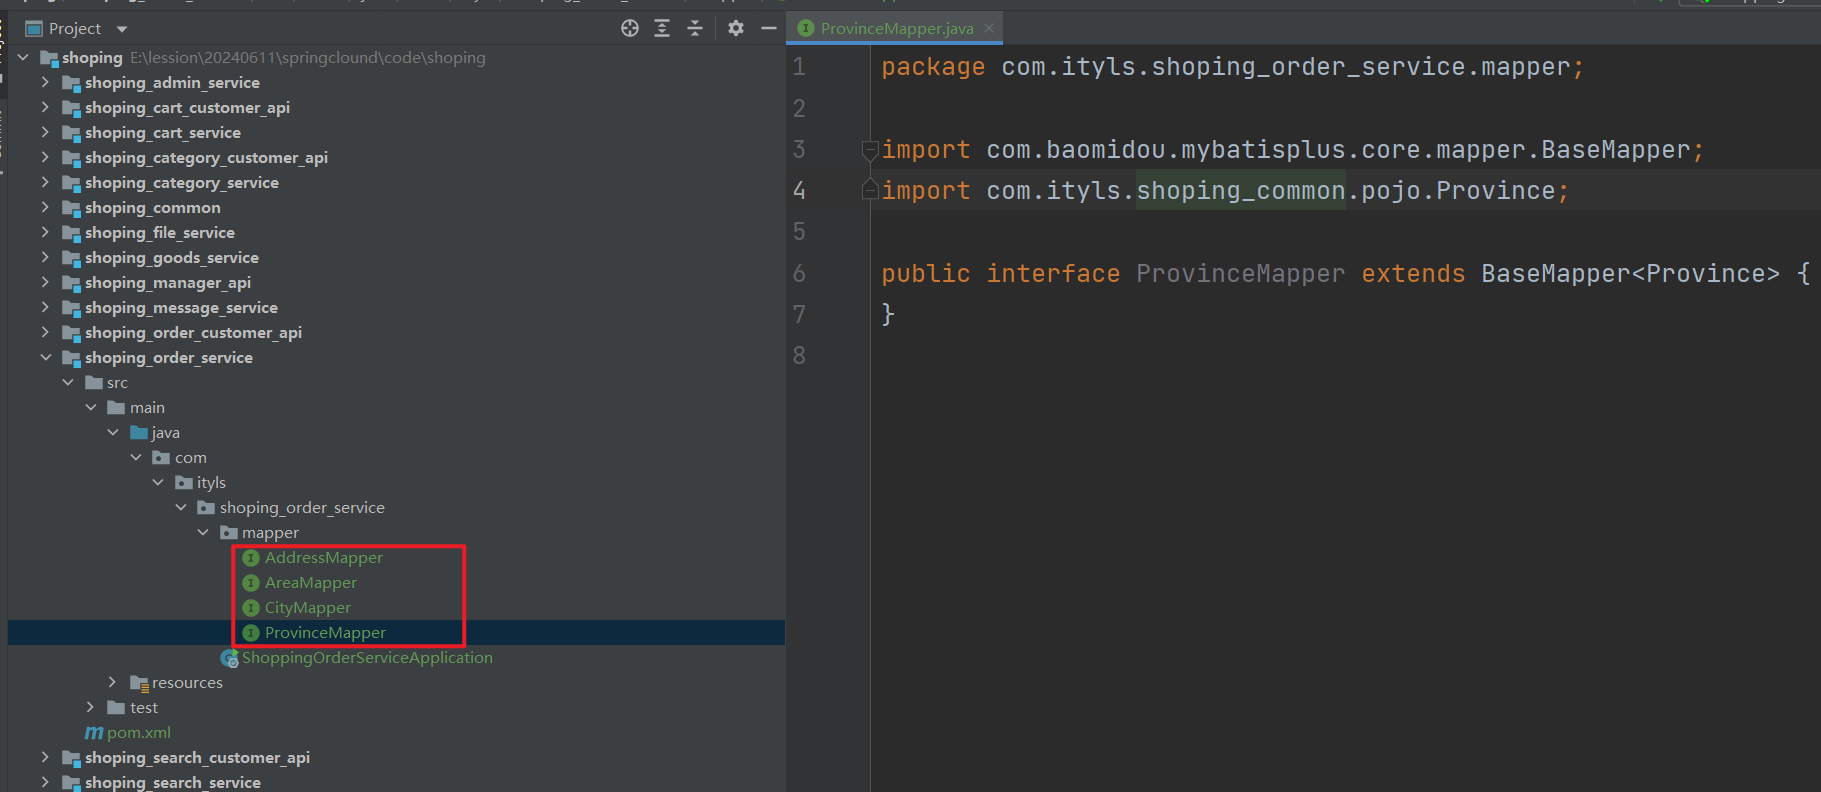 Project
shoping E:\lession\20240611\springclound\code\shoping
shoping_admin_service
shoping_cart_customer_api
shoping_cart_service
shoping_category_customer_api
shoping_category_service
shoping_common
shoping_file_service
shoping_goods_service
shoping_manager_api
shoping_message_service
shoping_order_customer_api
shoping_order_service
src
main
java
com
ityls
shoping_order_service
mapper
AddressMapper
AreaMapper
CityMapper
ProvinceMapper
ShoppingOrderServiceApplication
resources
test
pom.xml
shoping_search_customer_api
shoping_search_service
ProvinceMapper.java
1 package com.ityls.shoping_order_service.mapper;
2
3 import com.baomidou.mybatisplus.core.mapper.BaseMapper;
4 import com.ityls.shoping_common.pojo.Province;
5
6 public interface ProvinceMapper extends BaseMapper<Province> {
7 }
8